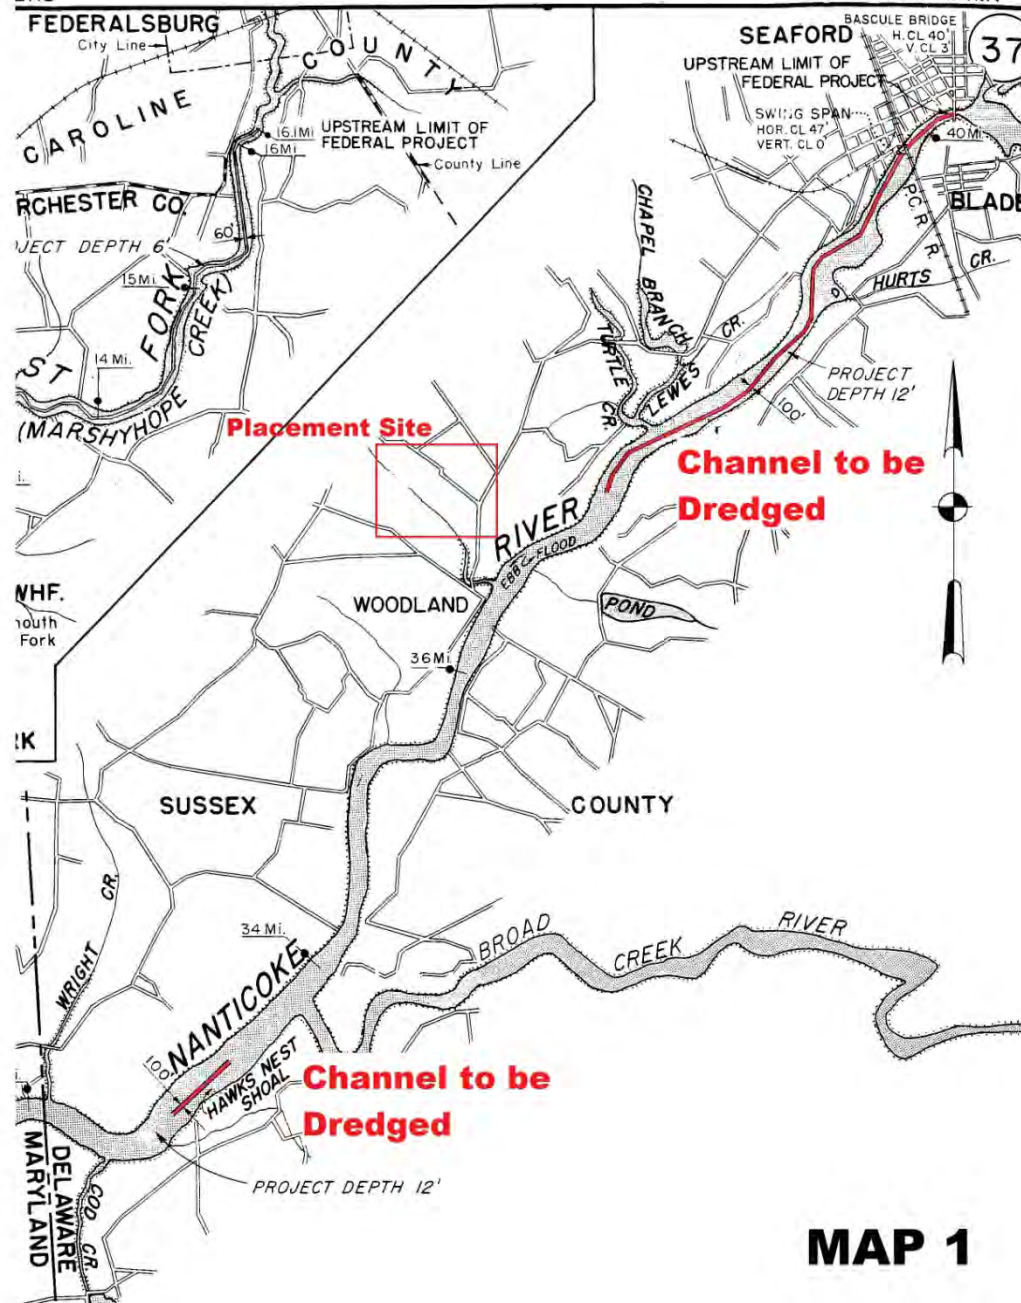 FEDERALSBURG
City Line
COUNTY
CAROLINE
16.1Mi
UPSTREAM LIMIT OF
FEDERAL PROJECT
16Mi
County Line
RCHESTER CO.
60'
JECT DEPTH 6'
15Mi
FORK
CREEK)
14 Mi.
ST
(MARSHYHOPE
SEAFORD
BASCULE BRIDGE
H.CL 40'
V.CL 3'
37
UPSTREAM LIMIT OF
FEDERAL PROJECT
SWING SPAN
HOR. CL 47'
VERT. CL 0'
40 Mi.
P.C. R. R.
BLADE
CHAPEL BRANCH
HURTS CR.
TURTLE CR.
LEWES CR.
PROJECT
DEPTH 12'
100'
Placement Site
Channel to be
Dredged
RIVER
EBB FLOOD
WHF.
outh
Fork
WOODLAND
POND
36Mi.
RK
SUSSEX
COUNTY
WRIGHT CR.
34 Mi.
NANTICOKE
BROAD CREEK RIVER
100'
HAWKS NEST
SHOAL
Channel to be
Dredged
PROJECT DEPTH 12'
MARYLAND
DELAWARE
COD CR.
MAP 1